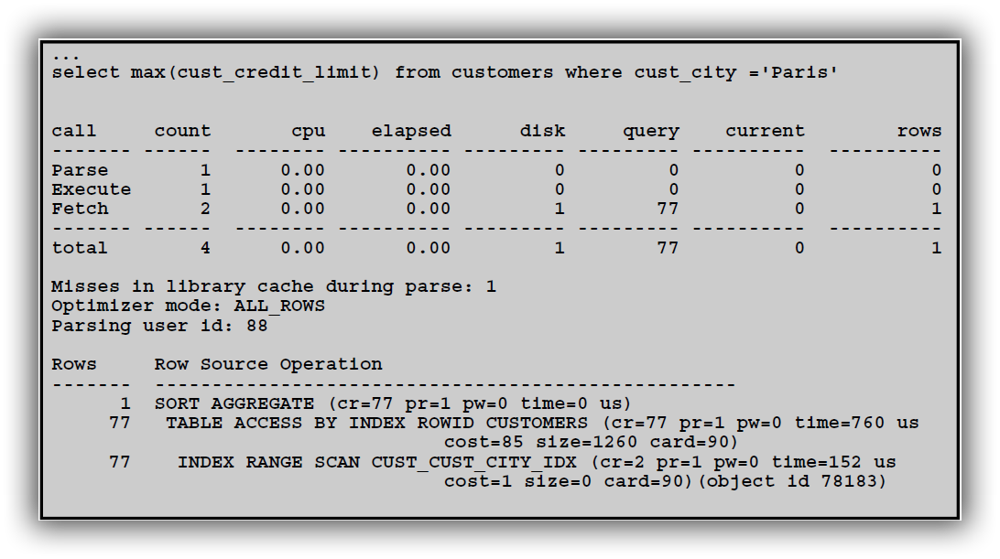 ...
select max(cust_credit_limit) from customers where cust_city ='Paris'
call     count       cpu    elapsed       disk      query    current        rows
------- ------  -------- ---------- ---------- ---------- ----------  ----------
Parse        1      0.00       0.00          0          0          0           0
Execute      1      0.00       0.00          0          0          0           0
Fetch        2      0.00       0.00          1         77          0           1
------- ------  -------- ---------- ---------- ---------- ----------  ----------
total        4      0.00       0.00          1         77          0           1
Misses in library cache during parse: 1
Optimizer mode: ALL_ROWS
Parsing user id: 88
Rows     Row Source Operation
-------  ---------------------------------------------------
      1  SORT AGGREGATE (cr=77 pr=1 pw=0 time=0 us)
     77   TABLE ACCESS BY INDEX ROWID CUSTOMERS (cr=77 pr=1 pw=0 time=760 us
cost=85 size=1260 card=90)
     77    INDEX RANGE SCAN CUST_CUST_CITY_IDX (cr=2 pr=1 pw=0 time=152 us
cost=1 size=0 card=90)(object id 78183)